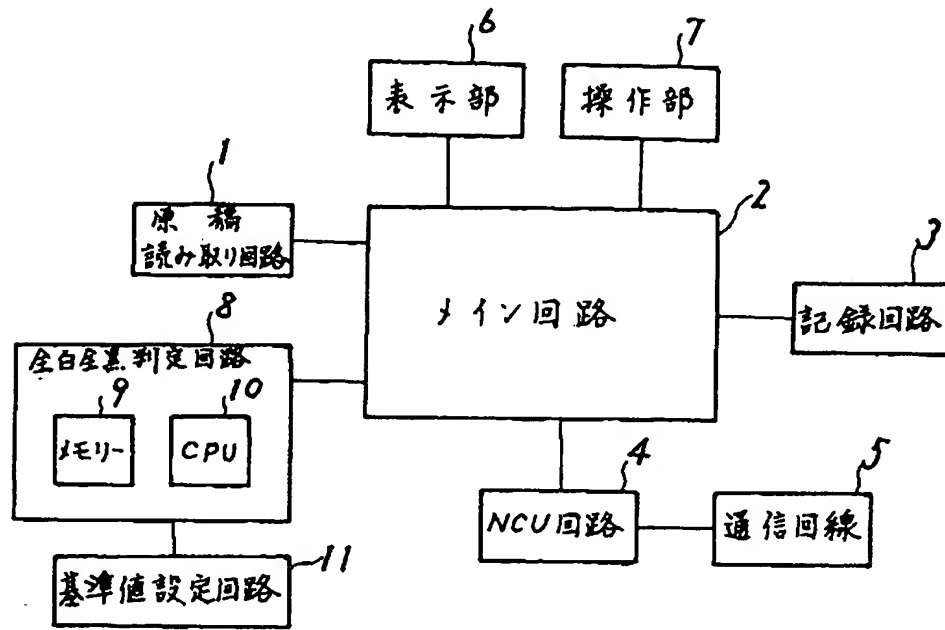 6
表示部
7
操作部
1
原稿
読み取り回路
2
メイン回路
3
記録回路
8
全白全黒判定回路
9
メモリー
10
CPU
4
NCU回路
5
通信回線
11
基準値設定回路